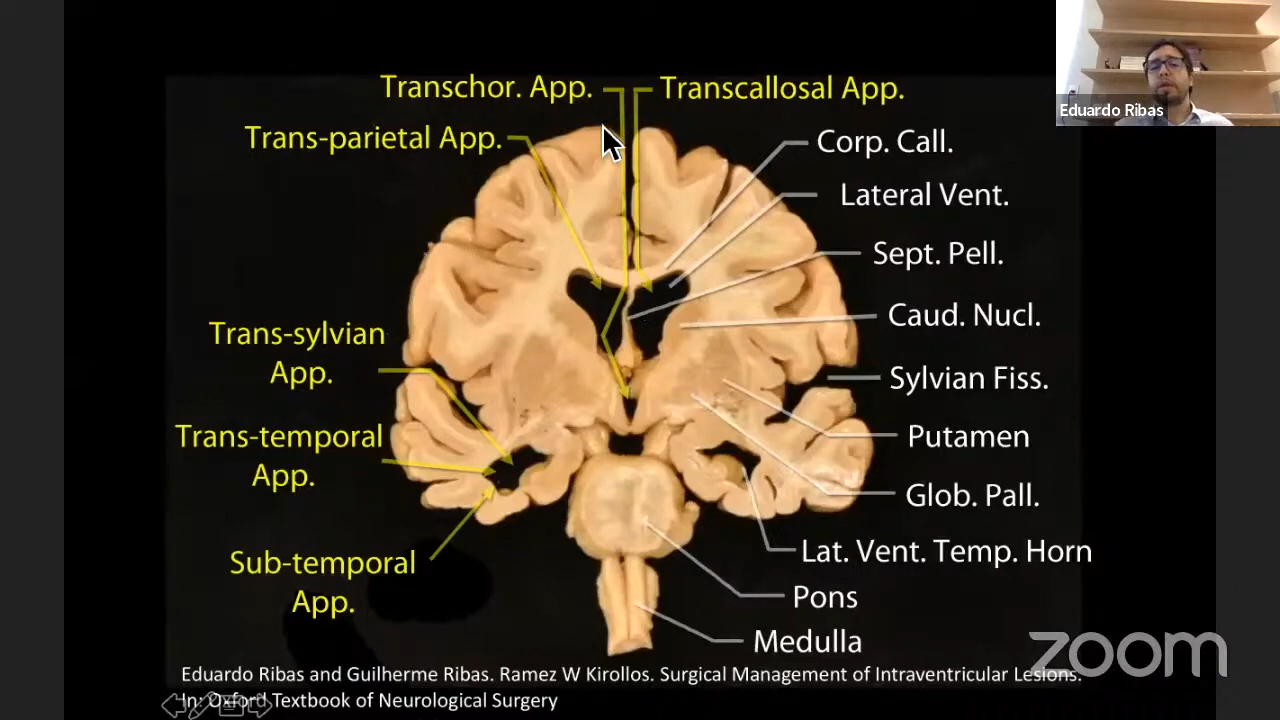 Transchor. App.
Transcallosal App.
Trans-parietal App.
Corp. Call.
Lateral Vent.
Sept. Pell.
Caud. Nucl.
Trans-sylvian
App.
Sylvian Fiss.
Trans-temporal
App.
Putamen
Glob. Pall.
Sub-temporal
App.
Lat. Vent. Temp. Horn
Pons
Medulla
Eduardo Ribas and Guilherme Ribas. Ramez W Kirollos. Surgical Management of Intraventricular Lesions.
In: Oxford Textbook of Neurological Surgery
Eduardo Ribas
zoom